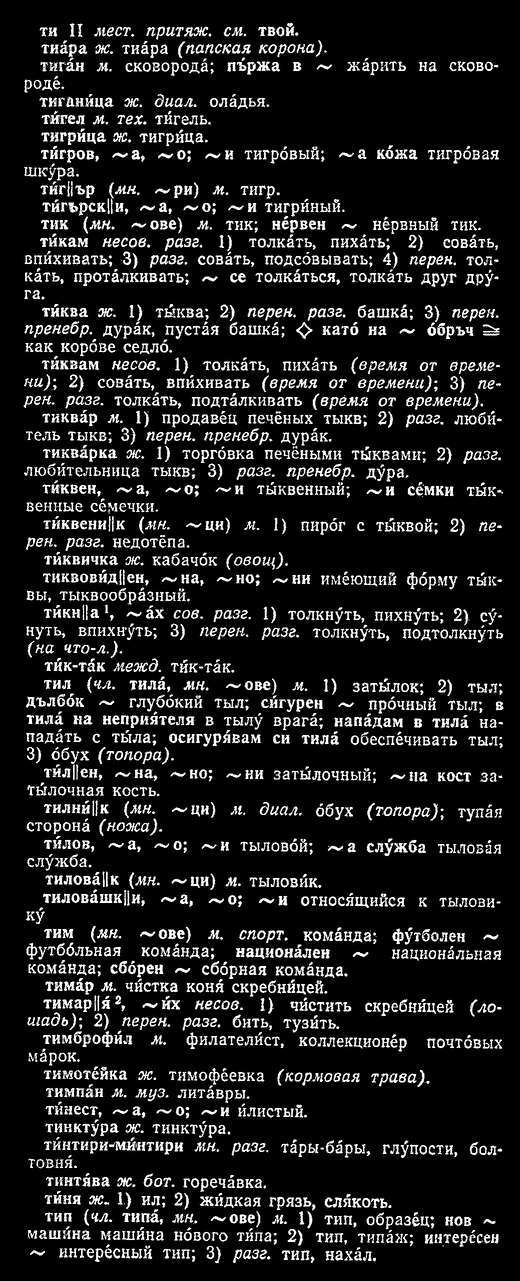 ти II мест. притяж. см. твой.
тиа́ра ж. тиа́ра (папская корона).
тига́н м. сковорода́; пъ́ржа в ~ жа́рить на сково-
роде́.
тигани́ца ж. диал. ола́дья.
ти́гел м. тех. ти́гель.
тигри́ца ж. тигри́ца.
ти́гров, ~а, ~о; ~и тигро́вый; ~а ко́жа тигро́вая
шку́ра.
ти́г||ър (мн. ~ри) м. тигр.
ти́гърск||и, ~а, ~о; ~и тигри́ный.
тик (мн. ~ове) м. тик; не́рвен ~ не́рвный тик.
ти́кам несов. разг. 1) толка́ть, пиха́ть; 2) сова́ть,
впи́хивать; 3) разг. сова́ть, подсо́вывать; 4) перен. тол-
ка́ть, прота́лкивать; ~ се толка́ться, толка́ть друг дру́-
га.
ти́ква ж. 1) ты́ква; 2) перен. разг. башка́; 3) перен.
пренебр. дура́к, пуста́я башка́; ◇ като́ на ~ о́бръч ≅
как коро́ве седло́.
ти́квам несов. 1) толка́ть, пиха́ть (время от време-
ни); 2) сова́ть, впи́хивать (время от времени); 3) пе-
рен. разг. толка́ть, подта́лкивать (время от времени).
тиква́р м. 1) продаве́ц печёных тыкв; 2) разг. люби́-
тель тыкв; 3) перен. пренебр. дура́к.
тиква́рка ж. 1) торго́вка печёными ты́квами; 2) разг.
люби́тельница тыкв; 3) разг. пренебр. ду́ра.
ти́квен, ~а, ~о; ~и ты́квенный; ~и се́мки ты́к-
венные се́мечки.
ти́квени||к (мн. ~ци) м. 1) пиро́г с ты́квой; 2) пе-
рен. разг. недотёпа.
ти́квичка ж. кабачо́к (овощ).
тиквови́д||ен, ~на, ~но; ~ни име́ющий фо́рму ты́к-
вы, тыквообра́зный.
ти́кн||а¹, ~ах сов. разг. 1) толкну́ть, пихну́ть; 2) су́-
нуть, впихну́ть; 3) перен. разг. толкну́ть, подтолкну́ть
(на что-л.).
ти́к-та́к межд. ти́к-та́к.
тил (чл. тила́, мн. ~ове) м. 1) заты́лок; 2) тыл;
дълбо́к ~ глубо́кий тыл; си́гурен ~ про́чный тыл; в
тила́ на неприя́теля в тылу́ врага́; напа́дам в тила́ на-
пада́ть с ты́ла; осигуря́вам си тила́ обеспе́чивать тыл;
3) о́бух (топора).
ти́л||ен, ~на, ~но; ~ни заты́лочный; ~на кост за-
ты́лочная кость.
тилни́||к (мн. ~ци) м. диал. о́бух (топора); тупа́я
сторона́ (ножа).
ти́лов, ~а, ~о; ~и тылово́й; ~а слу́жба тылова́я
слу́жба.
тилова́||к (мн. ~ци) м. тылови́к.
тилова́шк||и, ~а, ~о; ~и относя́щийся к тылови-
ку́
тим (мн. ~ове) м. спорт. кома́нда; фу́тболен ~
футбо́льная кома́нда; национа́лен ~ национа́льная
кома́нда; сбо́рен ~ сбо́рная кома́нда.
тима́р м. чи́стка коня́ скребни́цей.
тимар||я́², ~и́х несов. 1) чи́стить скребни́цей (ло-
шадь); 2) перен. разг. бить, тузи́ть.
тимброфи́л м. филатели́ст, коллекционе́р почто́вых
ма́рок.
тимоте́йка ж. тимофе́евка (кормовая трава).
тимпа́н м. муз. лита́вры.
ти́нест, ~а, ~о; ~и и́листый.
тинкту́ра ж. тинкту́ра.
ти́нтири-ми́нтири мн. разг. та́ры-ба́ры, глу́пости, бол-
товня́.
тинтя́ва ж. бот. гореча́вка.
ти́ня ж. 1) ил; 2) жи́дкая грязь, сля́коть.
тип (чл. типа́, мн. ~ове) м. 1) тип, образе́ц; нов ~
маши́на маши́на но́вого ти́па; 2) тип, типа́ж; интере́сен
~ интере́сный тип; 3) разг. тип, наха́л.